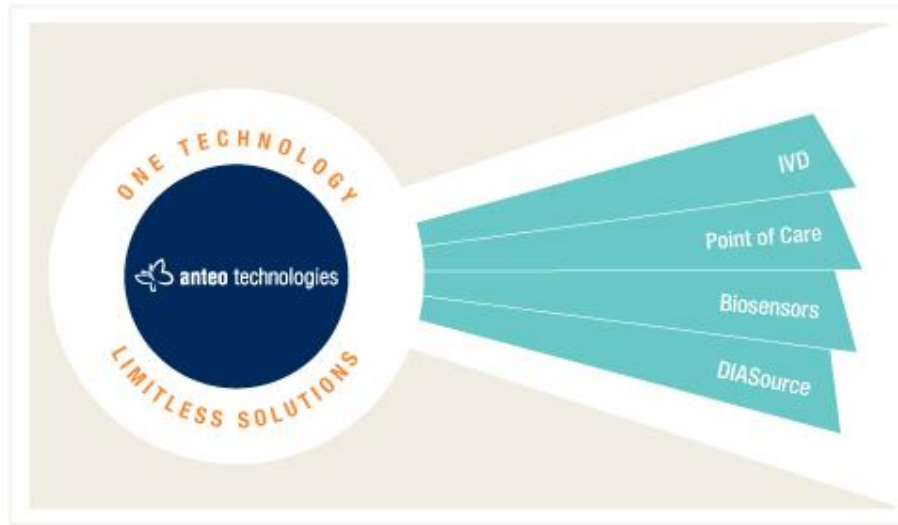 ONE TECHNOLOGY
anteo technologies
LIMITLESS SOLUTIONS
IVD
Point of Care
Biosensors
DIASource